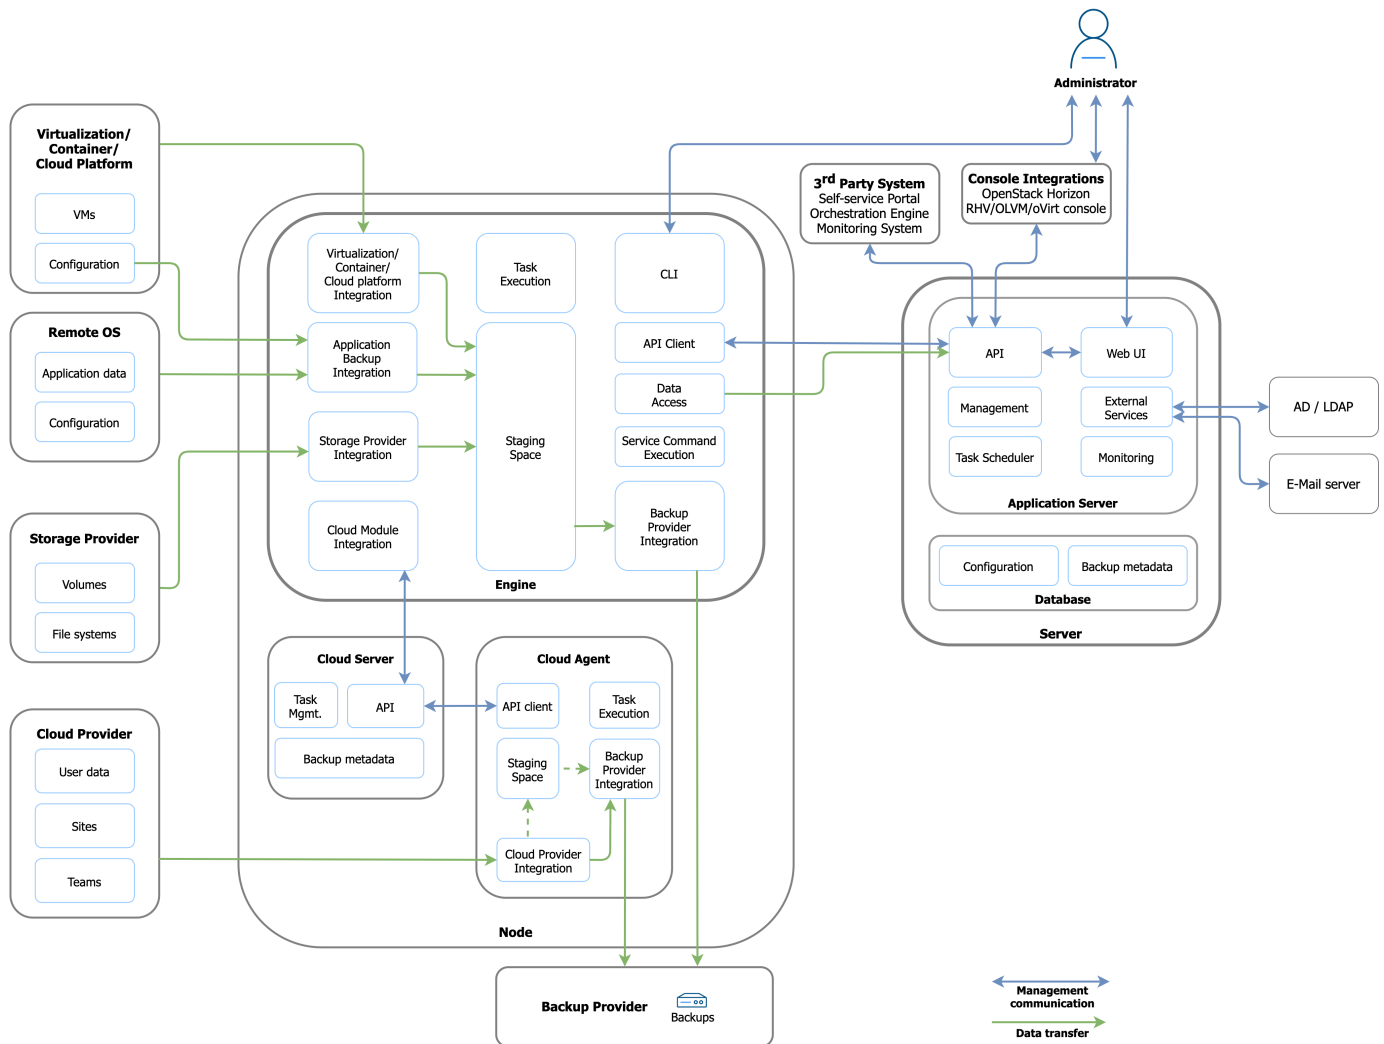 Administrator
Virtualization/
Container/
Cloud Platform
VMs
Configuration
Remote OS
Application data
Configuration
Storage Provider
Volumes
File systems
Cloud Provider
User data
Sites
Teams
Virtualization/
Container/
Cloud platform
Integration
Task
Execution
CLI
Application
Backup
Integration
API Client
Data
Access
Storage Provider
Integration
Staging
Space
Service Command
Execution
Cloud Module
Integration
Backup
Provider
Integration
Engine
Cloud Server
Task
Mgmt.
API
Backup metadata
Cloud Agent
API client
Task
Execution
Staging
Space
Backup
Provider
Integration
Cloud Provider
Integration
Node
Backup Provider
Backups
3rd Party System
Self-service Portal
Orchestration Engine
Monitoring System
Console Integrations
OpenStack Horizon
RHV/OLVM/oVirt console
API
Web UI
Management
External
Services
Task Scheduler
Monitoring
Application Server
Configuration
Backup metadata
Database
Server
AD / LDAP
E-Mail server
Management
communication
Data transfer